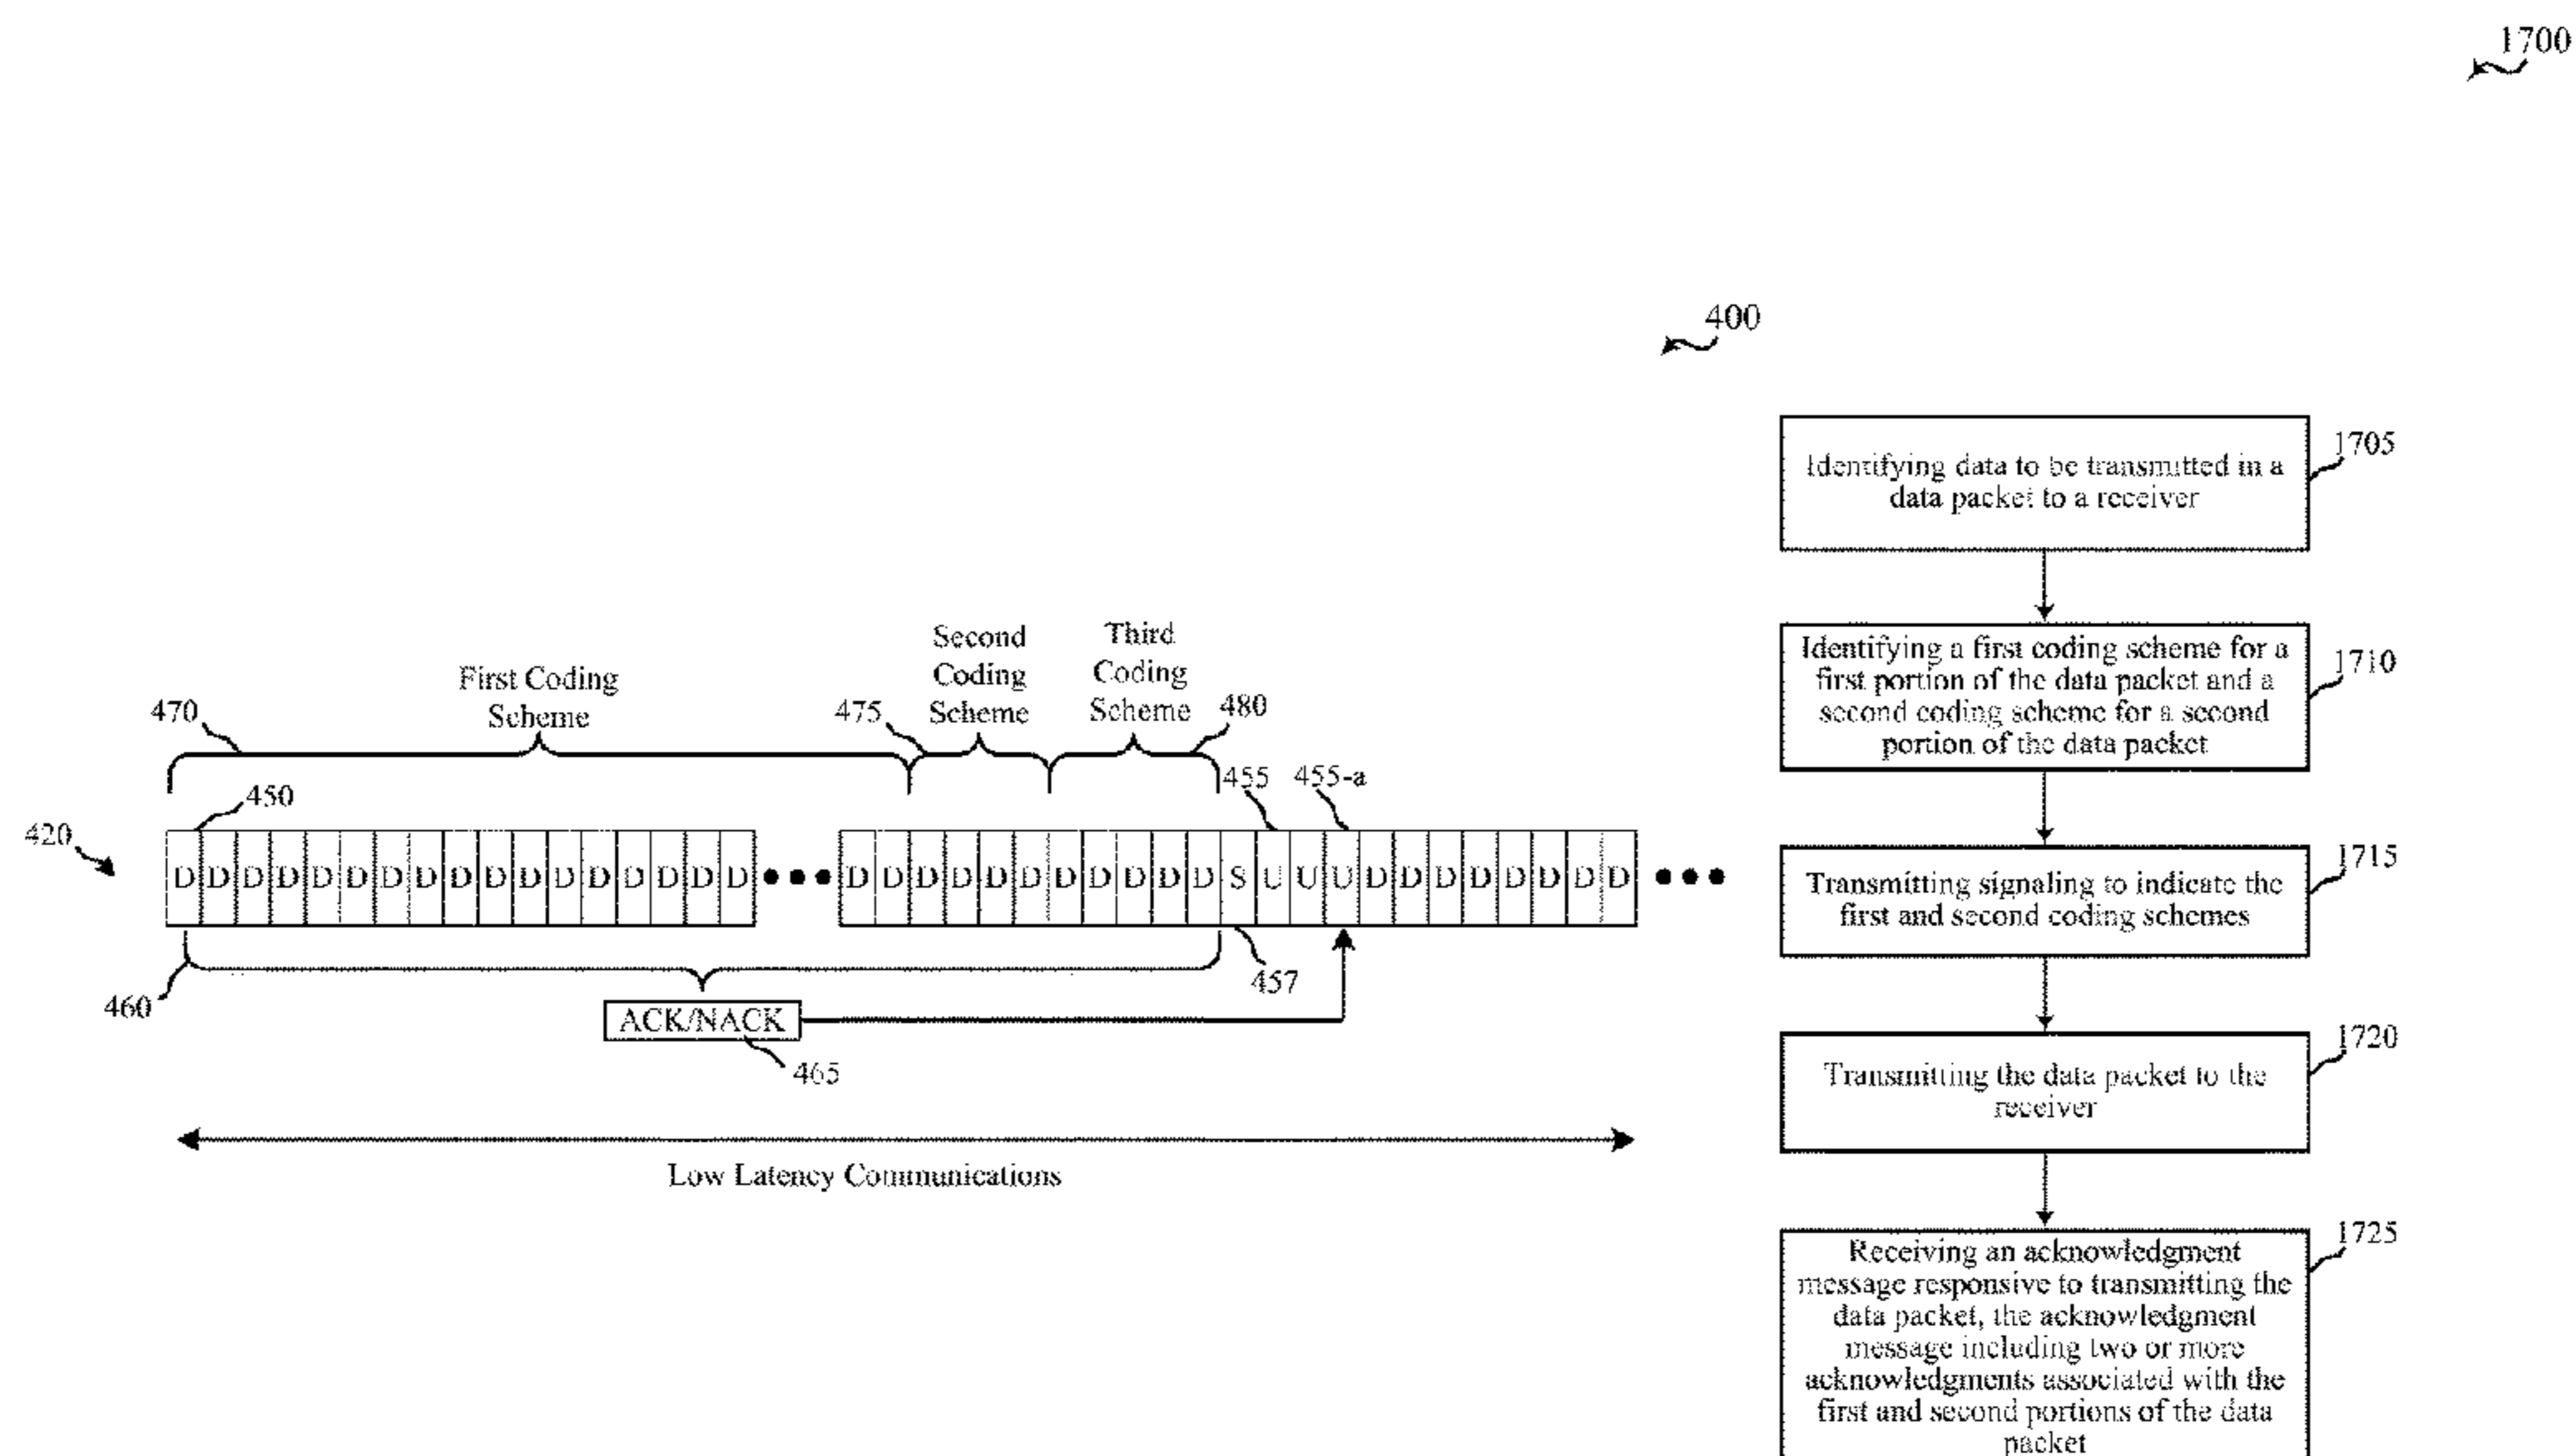 1700
400
First Coding
Scheme
Second
Coding
Scheme
Third
Coding
Scheme
470
475
480
450
455
455-a
420
D D D D D D D D D D D D D D D D D ••• D D D D D D D D D D D S U U U D D D D D D D D •••
460
457
ACK/NACK
465
Low Latency Communications
Identifying data to be transmitted in a
data packet to a receiver
1705
Identifying a first coding scheme for a
first portion of the data packet and a
second coding scheme for a second
portion of the data packet
1710
Transmitting signaling to indicate the
first and second coding schemes
1715
Transmitting the data packet to the
receiver
1720
Receiving an acknowledgment
message responsive to transmitting the
data packet, the acknowledgment
message including two or more
acknowledgments associated with the
first and second portions of the data
packet
1725